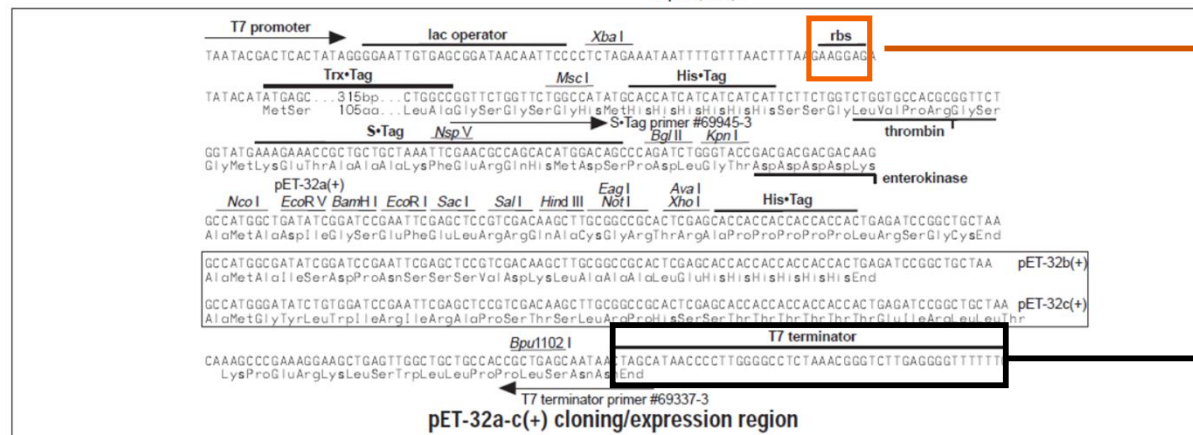 T7 promoter lac operator Xba I rbs
TAATACGACTCACTATAGGGGAATTGTGAGCGGATAACAATTCCCCTCTAGAAATAATTTTGTTTAACTTTAAGAAGGAGA
Trx•Tag Msc I His•Tag
TATACATATGAGC...315bp...CTGGCCGGTTCTGGTTCTGGCCATATGCACCATCATCATCATCATTCTTCTGGTCTGGTGCCACGCGGTTCT
MetSer 105aa LeuAlaGlySerGlySerGlyHisMetHisHisHisHisHisHisSerSerGlyLeuValProArgGlySer
S•Tag primer #69945-3
S•Tag Nsp V Bgl II Kpn I thrombin
GGTATGAAAGAAACCGCTGCTGCTAAATTCGAACGCCAGCACATGGACAGCCCAGATCTGGGTACCGACGACGACGACAAG
GlyMetLysGluThrAlaAlaAlaLysPheGluArgGlnHisMetAspSerProAspLeuGlyThrAspAspAspAspLys
enterokinase
pET-32a(+)
Eag I Ava I
Nco I EcoR V BamH I EcoR I Sac I Sal I Hind III Not I Xho I His•Tag
GCCATGGCTGATATCGGATCCGAATTCGAGCTCCGTCGACAAGCTTGCGGCCGCACTCGAGCACCACCACCACCACCACTGAGATCCGGCTGCTAA
AlaMetAlaAspIleGlySerGluPheGluLeuArgArgGlnAlaCysGlyArgThrArgAlaProProProProProLeuArgSerGlyCysEnd
GCCATGGCGATATCGGATCCGAATTCGAGCTCCGTCGACAAGCTTGCGGCCGCACTCGAGCACCACCACCACCACCACTGAGATCCGGCTGCTAA pET-32b(+)
AlaMetAlaIleSerAspProAsnSerSerSerValAspLysLeuAlaAlaAlaLeuGluHisHisHisHisHisHisEnd
GCCATGGGATATCTGTGGATCCGAATTCGAGCTCCGTCGACAAGCTTGCGGCCGCACTCGAGCACCACCACCACCACCACTGAGATCCGGCTGCTAA pET-32c(+)
AlaMetGlyTyrLeuTrpIleArgIleArgAlaProSerThrSerLeuArgProHisSerSerThrThrThrThrThrGluIleArgLeuLeuThr
Bpu1102 I T7 terminator
CAAAGCCCGAAAGGAAGCTGAGTTGGCTGCTGCCACCGCTGAGCAATAACTAGCATAACCCCTTGGGGCCTCTAAACGGGTCTTGAGGGGTTTTTT
LysProGluArgLysLeuSerTrpLeuLeuProProLeuSerAsnAsnEnd
T7 terminator primer #69337-3
pET-32a-c(+) cloning/expression region